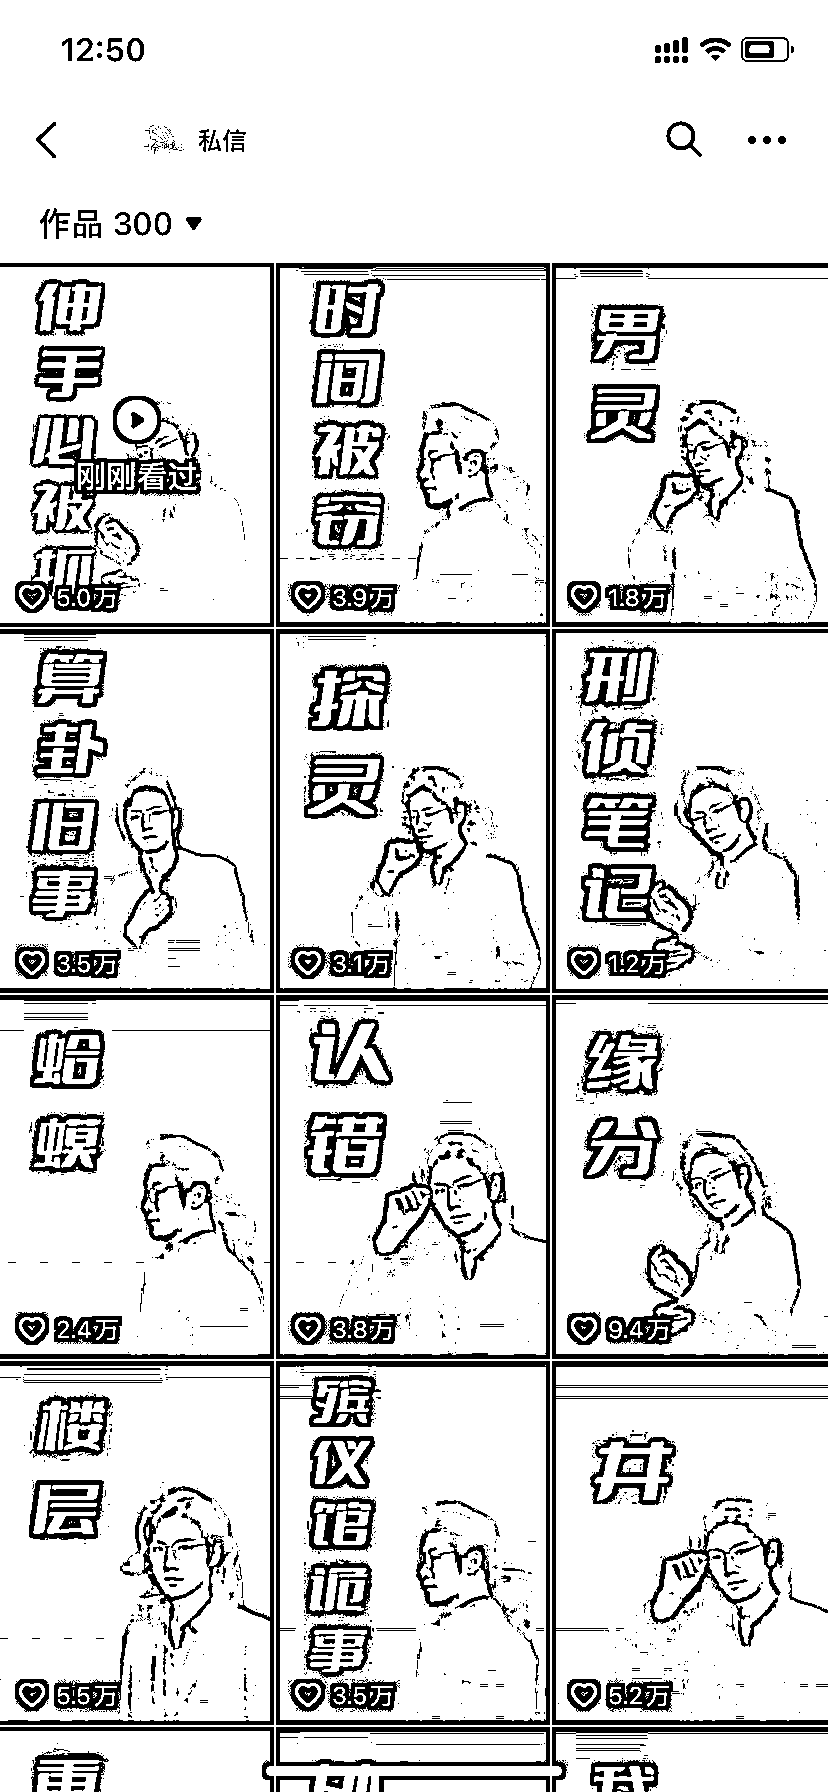 12:50
私信
作品 300
伸手必被抓
刚刚看过
5.0万
时间被窃
3.9万
男灵
1.8万
算卦旧事
3.5万
探灵
3.1万
刑侦笔记
1.2万
蛤蟆
2.4万
认错
3.8万
缘分
9.4万
楼层
5.5万
殡仪馆诡事
3.5万
井
5.2万